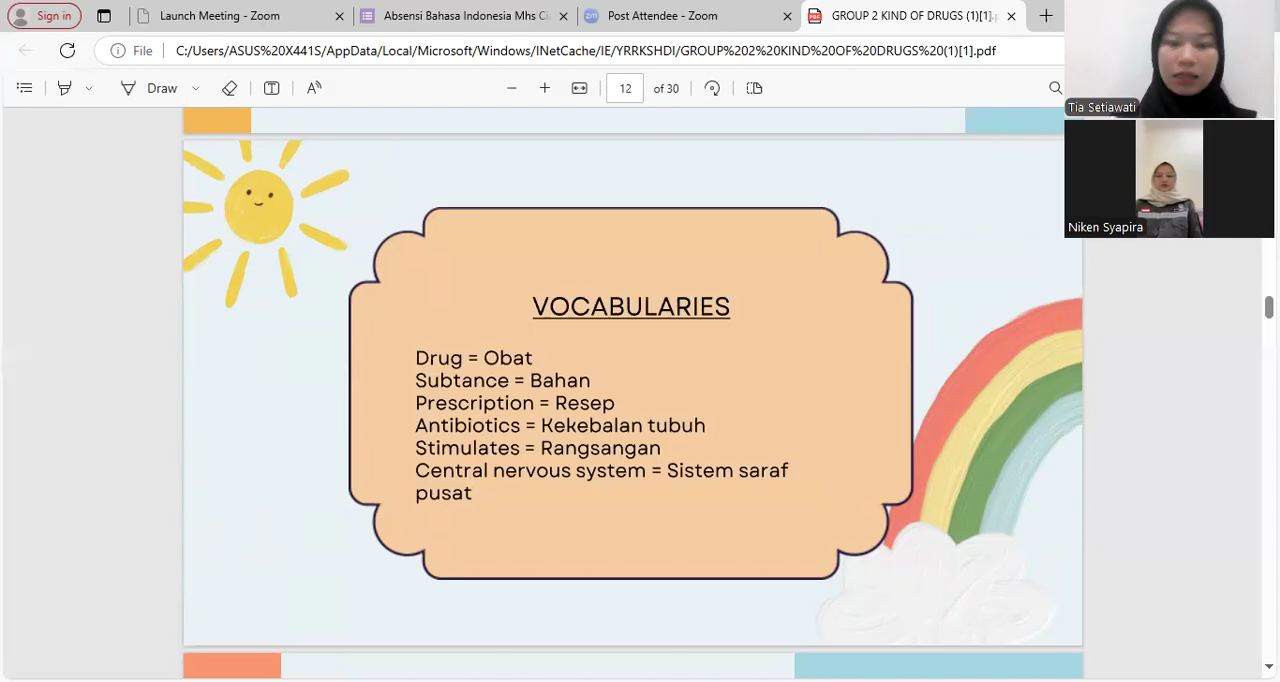 Sign in
Launch Meeting - Zoom
Absensi Bahasa Indonesia Mhs Ci
zm
Post Attendee - Zoom
PDF
GROUP 2 KIND OF DRUGS (1)[1].p
File
C:/Users/ASUS%20X441S/AppData/Local/Microsoft/Windows/INetCache/IE/YRRKSHDI/GROUP%202%20KIND%20OF%20DRUGS%20(1)[1].pdf
Draw
12
of 30
Tia Setiawati
Niken Syapira
VOCABULARIES
Drug = Obat
Subtance = Bahan
Prescription = Resep
Antibiotics = Kekebalan tubuh
Stimulates = Rangsangan
Central nervous system = Sistem saraf
pusat